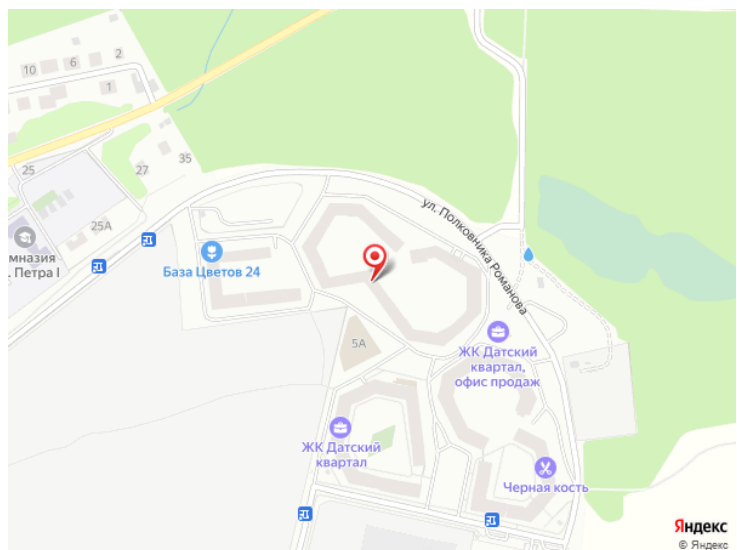 2
10
6
1
25
27
35
25А
мназия
. Петра I
База Цветов 24
ул. Полковника Романова
5А
ЖК Датский
квартал,
офис продаж
ЖК Датский
квартал
Черная кость
Яндекс
© Яндекс